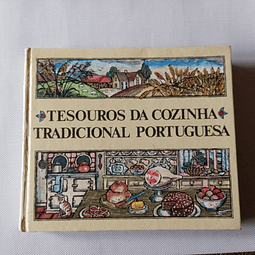 TESOUROS DA COZINHA
TRADICIONAL PORTUGUESA